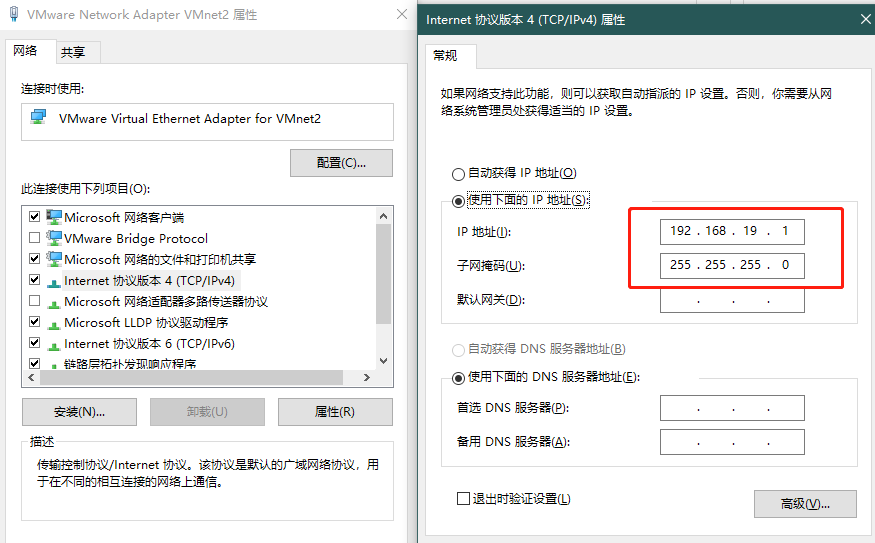 VMware Network Adapter VMnet2 属性
网络
共享
连接时使用:
VMware Virtual Ethernet Adapter for VMnet2
配置(C)...
此连接使用下列项目(O):
Microsoft 网络客户端
VMware Bridge Protocol
Microsoft 网络的文件和打印机共享
Internet 协议版本 4 (TCP/IPv4)
Microsoft 网络适配器多路传送器协议
Microsoft LLDP 协议驱动程序
Internet 协议版本 6 (TCP/IPv6)
链路层拓扑发现响应程序
安装(N)...
卸载(U)
属性(R)
描述
传输控制协议/Internet 协议。该协议是默认的广域网络协议，用
于在不同的相互连接的网络上通信。
Internet 协议版本 4 (TCP/IPv4) 属性
常规
如果网络支持此功能，则可以获取自动指派的 IP 设置。否则，你需要从网
络系统管理员处获得适当的 IP 设置。
自动获得 IP 地址(O)
使用下面的 IP 地址(S):
IP 地址(I):
192 . 168 . 19 . 1
子网掩码(U):
255 . 255 . 255 . 0
默认网关(D):
. . .
自动获得 DNS 服务器地址(B)
使用下面的 DNS 服务器地址(E):
首选 DNS 服务器(P):
. . .
备用 DNS 服务器(A):
. . .
退出时验证设置(L)
高级(V)...